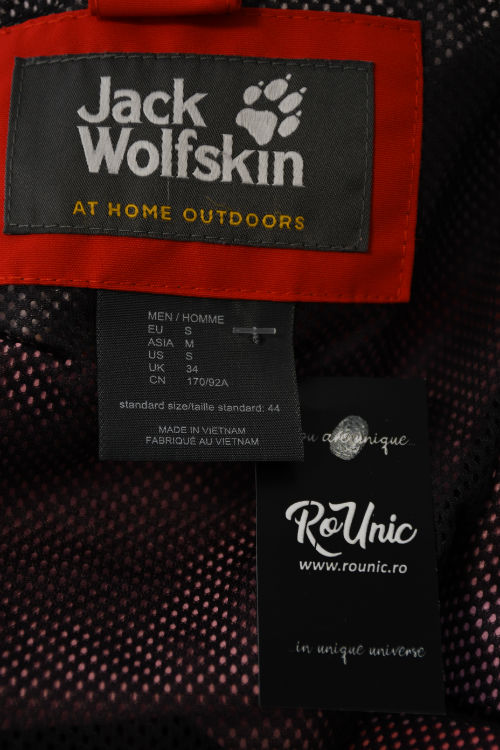 Jack
Wolfskin
AT HOME OUTDOORS
MEN / HOMME
EU S
ASIA M
US S
UK 34
CN 170/92A
standard size/taille standard: 44
MADE IN VIETNAM
FABRIQUÉ AU VIETNAM
are unique...
RoUnic
www.rounic.ro
...in unique universe